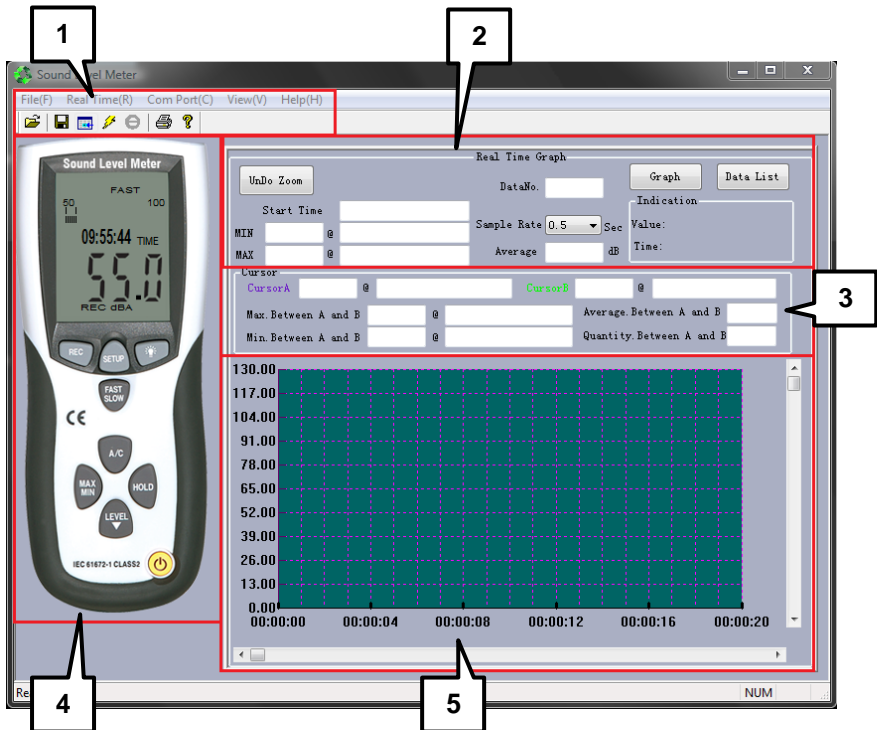 1
2
Sound Level Meter
File(F) Real Time(R) Com Port(C) View(V) Help(H)
Sound Level Meter
FAST
50 100
09:55:44 TIME
55.0
REC dBA
REC
SETUP
FAST
SLOW
CE
A/C
MAX
MIN
HOLD
LEVEL
IEC 61672-1 CLASS2
Real Time Graph
UnDo Zoom
DataNo.
Graph
Data List
Start Time
Indication
MIN @
Sample Rate 0.5 Sec
Value:
MAX @
Average dB
Time:
Cursor
CursorA @
CursorB @
Max.Between A and B @
Average.Between A and B
Min.Between A and B @
Quantity.Between A and B
3
130.00
117.00
104.00
91.00
78.00
65.00
52.00
39.00
26.00
13.00
0.00
00:00:00 00:00:04 00:00:08 00:00:12 00:00:16 00:00:20
4
5
NUM